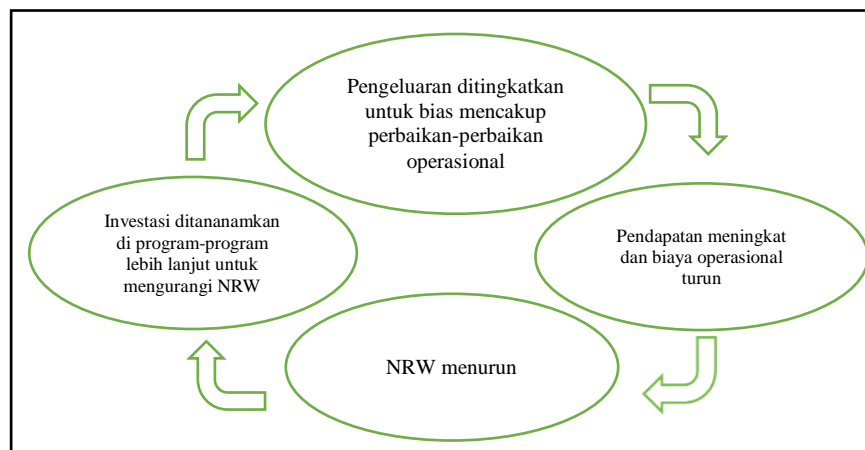 Pengeluaran ditingkatkan
untuk bias mencakup
perbaikan-perbaikan
operasional
Pendapatan meningkat
dan biaya operasional
turun
NRW menurun
Investasi ditananamkan
di program-program
lebih lanjut untuk
mengurangi NRW